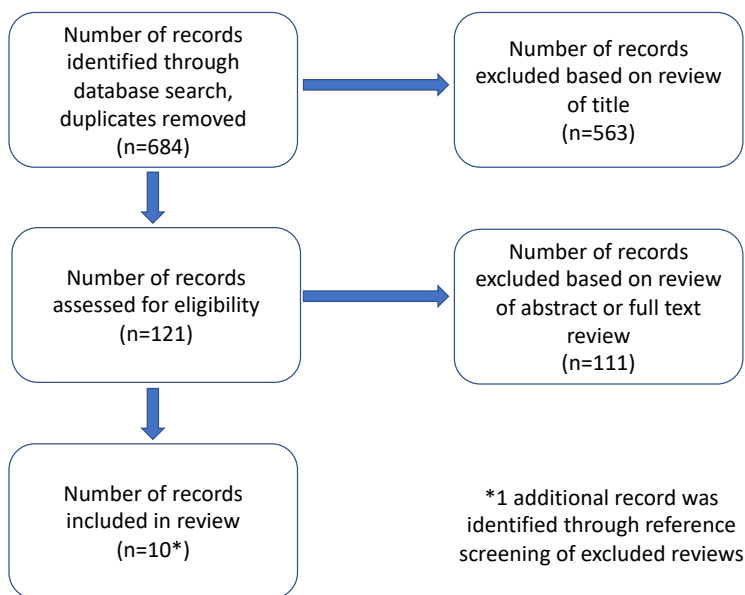 Number of records
identified through
database search,
duplicates removed
(n=684)
Number of records
excluded based on review
of title
(n=563)
Number of records
assessed for eligibility
(n=121)
Number of records
excluded based on review
of abstract or full text
review
(n=111)
Number of records
included in review
(n=10*)
*1 additional record was
identified through reference
screening of excluded reviews